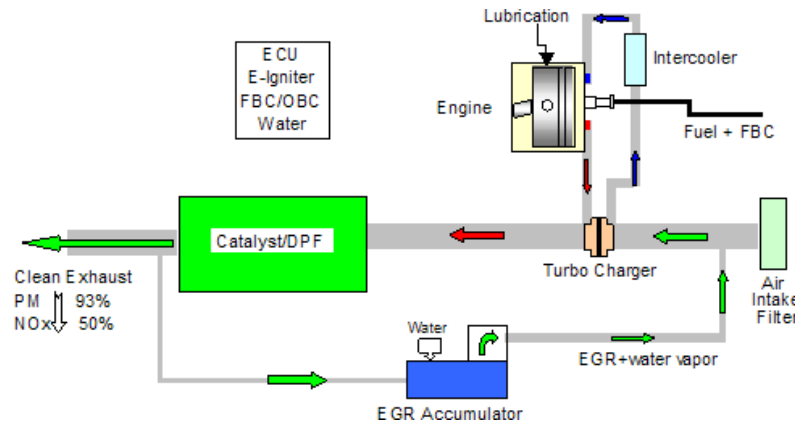 Lubrication
ECU
E-Igniter
FBC/OBC
Water
Intercooler
Engine
Fuel + FBC
Catalyst/DPF
Turbo Charger
Clean Exhaust
PM 93%
NOx 50%
Air
Intake
Filter
Water
EGR+water vapor
EGR Accumulator